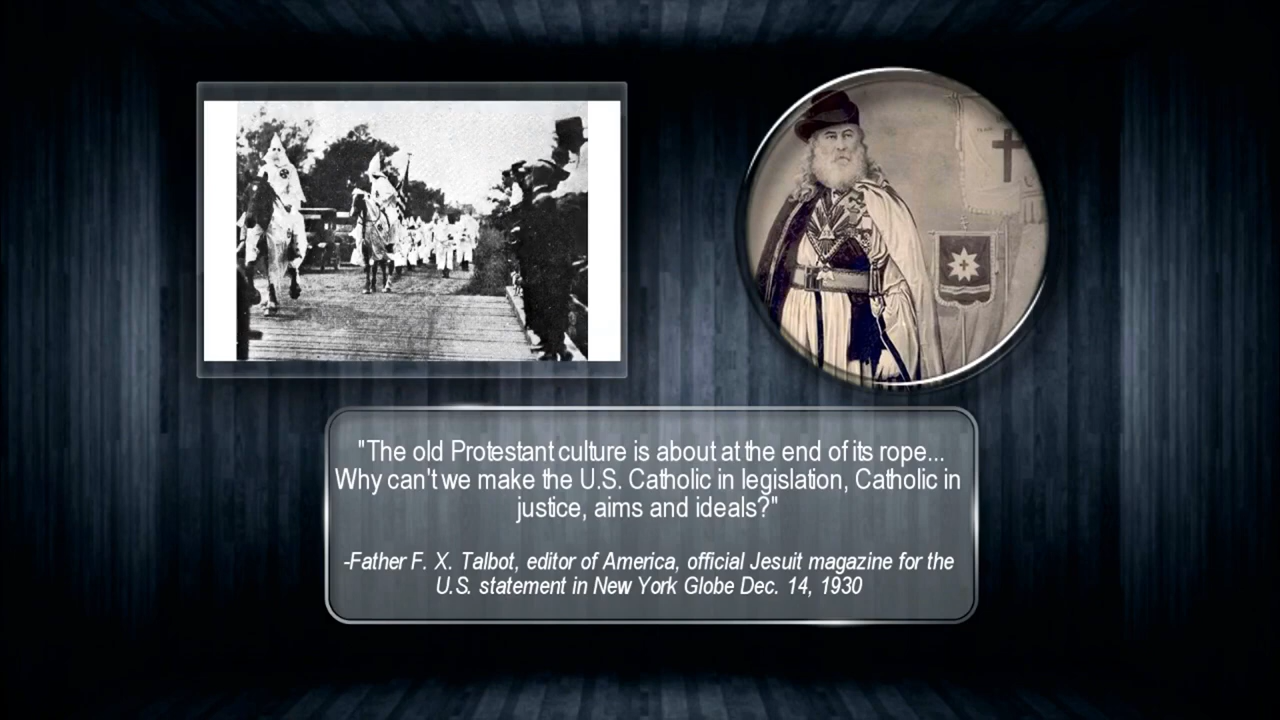 "The old Protestant culture is about at the end of its rope...
Why can't we make the U.S. Catholic in legislation, Catholic in
justice, aims and ideals?"
-Father F. X. Talbot, editor of America, official Jesuit magazine for the
U.S. statement in New York Globe Dec. 14, 1930